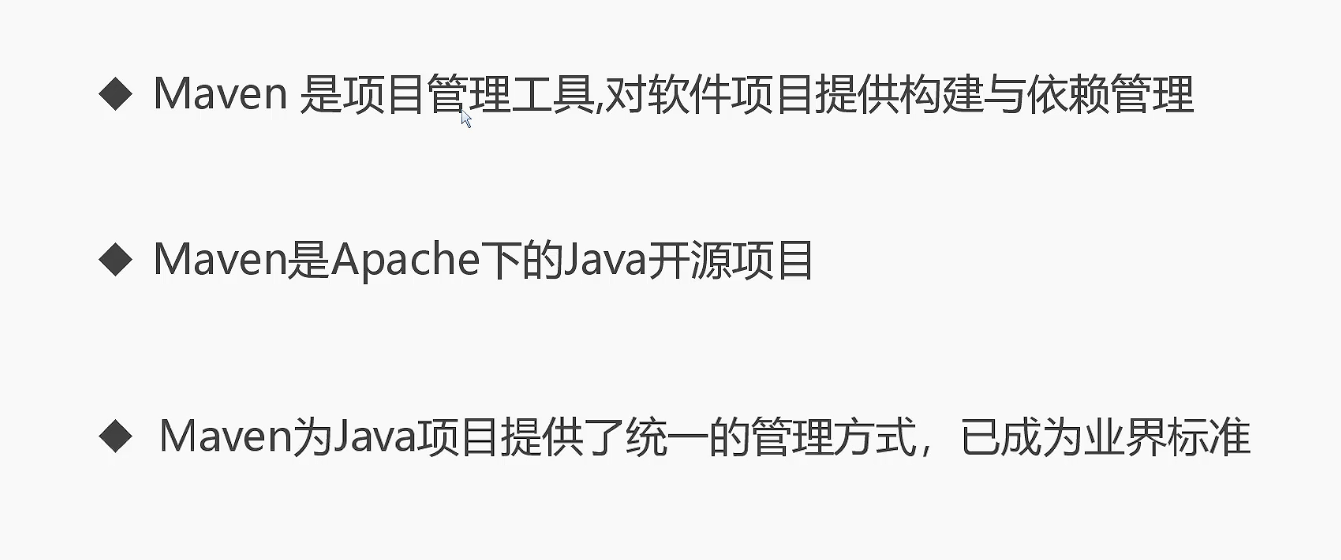 ◆ Maven 是项目管理工具,对软件项目提供构建与依赖管理
◆ Maven是Apache下的Java开源项目
◆ Maven为Java项目提供了统一的管理方式，已成为业界标准